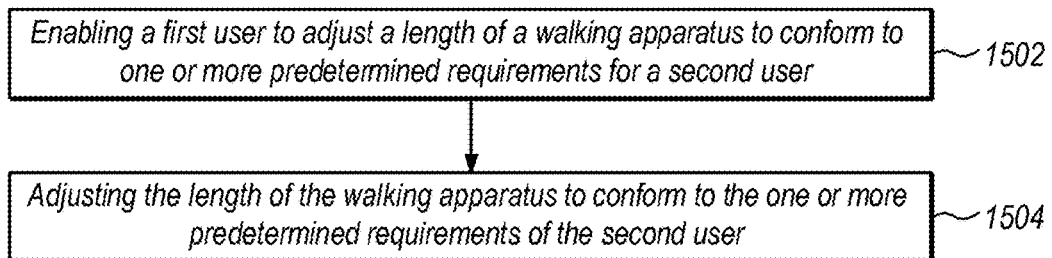 Enabling a first user to adjust a length of a walking apparatus to conform to
one or more predetermined requirements for a second user
1502
Adjusting the length of the walking apparatus to conform to the one or more
predetermined requirements of the second user
1504